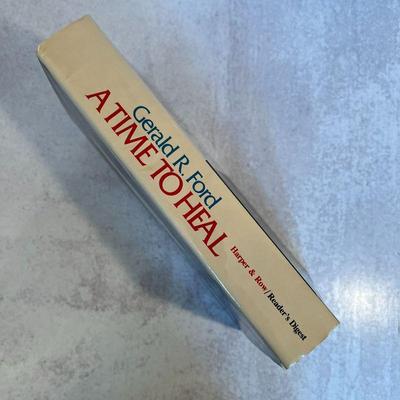 Gerald R. Ford
A TIME TO HEAL
Harper & Row/Reader's Digest